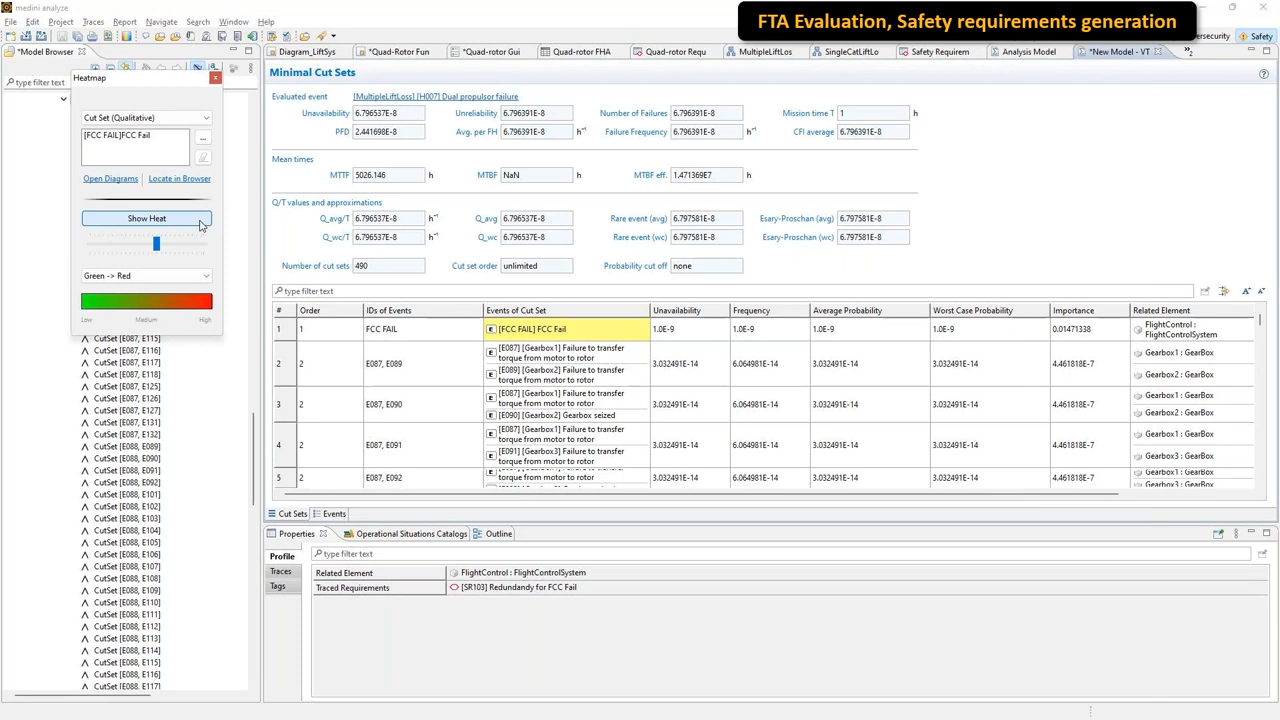 medini analyze
FTA Evaluation, Safety requirements generation
File Edit Project Traces Report Navigate Search Window Help
ersecurity Safety
*Model Browser
Diagram_LiftSys *Quad-Rotor Fun *Quad-rotor Gui Quad-rotor FHA Quad-rotor Requ MultipleLiftLos SingleCatLiftLo Safety Requirem Analysis Model *New Model - VT
type filter text
Heatmap
Cut Set (Qualitative)
[FCC FAIL]FCC Fail
...
Open Diagrams Locate in Browser
Show Heat
Green -> Red
Low Medium High
CutSet [E087, E115]
CutSet [E087, E116]
CutSet [E087, E117]
CutSet [E087, E118]
CutSet [E087, E125]
CutSet [E087, E126]
CutSet [E087, E127]
CutSet [E087, E131]
CutSet [E087, E132]
CutSet [E088, E089]
CutSet [E088, E090]
CutSet [E088, E091]
CutSet [E088, E092]
CutSet [E088, E101]
CutSet [E088, E102]
CutSet [E088, E103]
CutSet [E088, E104]
CutSet [E088, E105]
CutSet [E088, E106]
CutSet [E088, E107]
CutSet [E088, E108]
CutSet [E088, E109]
CutSet [E088, E110]
CutSet [E088, E111]
CutSet [E088, E112]
CutSet [E088, E113]
CutSet [E088, E114]
CutSet [E088, E115]
CutSet [E088, E116]
CutSet [E088, E117]
Minimal Cut Sets
Evaluated event [MultipleLiftLoss] [H007] Dual propulsor failure
Unavailability 6.796537E-8 Unreliability 6.796391E-8 Number of Failures 6.796391E-8 Mission time T 1 h
PFD 2.441698E-8 Avg. per FH 6.796391E-8 h⁻¹ Failure Frequency 6.796391E-8 h⁻¹ CFI average 6.796391E-8
Mean times
MTTF 5026.146 h MTBF NaN h MTBF eff. 1.471369E7 h
Q/T values and approximations
Q_avg/T 6.796537E-8 h⁻¹ Q_avg 6.796537E-8 Rare event (avg) 6.797581E-8 Esary-Proschan (avg) 6.797581E-8
Q_wc/T 6.796537E-8 h⁻¹ Q_wc 6.796537E-8 Rare event (wc) 6.797581E-8 Esary-Proschan (wc) 6.797581E-8
Number of cut sets 490 Cut set order unlimited Probability cut off none
type filter text
# Order IDs of Events Events of Cut Set Unavailability Frequency Average Probability Worst Case Probability Importance Related Element
1 1 FCC FAIL E [FCC FAIL] FCC Fail 1.0E-9 1.0E-9 1.0E-9 1.0E-9 0.01471338 FlightControl :
FlightControlSystem
E [E087] [Gearbox1] Failure to transfer
torque from motor to rotor Gearbox1 : GearBox
2 2 E087, E089 3.032491E-14 6.064981E-14 3.032491E-14 3.032491E-14 4.461818E-7
E [E089] [Gearbox2] Failure to transfer
torque from motor to rotor Gearbox2 : GearBox
E [E087] [Gearbox1] Failure to transfer
torque from motor to rotor Gearbox1 : GearBox
3 2 E087, E090 3.032491E-14 6.064981E-14 3.032491E-14 3.032491E-14 4.461818E-7
E [E090] [Gearbox2] Gearbox seized Gearbox2 : GearBox
E [E087] [Gearbox1] Failure to transfer
torque from motor to rotor Gearbox1 : GearBox
4 2 E087, E091 3.032491E-14 6.064981E-14 3.032491E-14 3.032491E-14 4.461818E-7
E [E091] [Gearbox3] Failure to transfer
torque from motor to rotor Gearbox3 : GearBox
5 2 E087, E092 torque from motor to rotor 3.032491E-14 6.064981E-14 3.032491E-14 3.032491E-14 4.461818E-7 Gearbox1 : GearBox
Gearbox3 : GearBox
Cut Sets Events
Properties Operational Situations Catalogs Outline
Profile type filter text
Traces Related Element FlightControl : FlightControlSystem
Tags Traced Requirements [SR103] Redundandy for FCC Fail